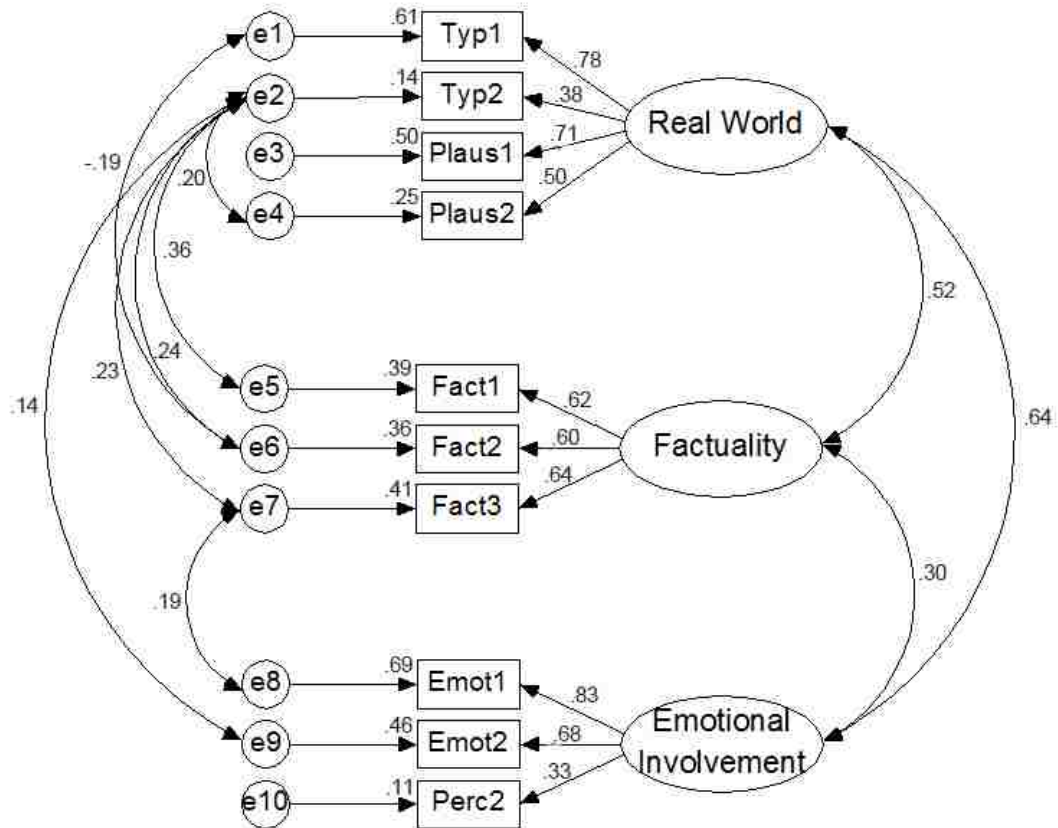 e1 .61 Typ1 .78
e2 .14 Typ2 .38 Real World
e3 .50 Plaus1 .71
e4 .25 Plaus2 .50
-.19
.20
.36
.52
.24
.23
.14
.64
e5 .39 Fact1 .62
e6 .36 Fact2 .60 Factuality
e7 .41 Fact3 .64
.30
.19
e8 .69 Emot1 .83
e9 .46 Emot2 .68 Emotional
Involvement
e10 .11 Perc2 .33